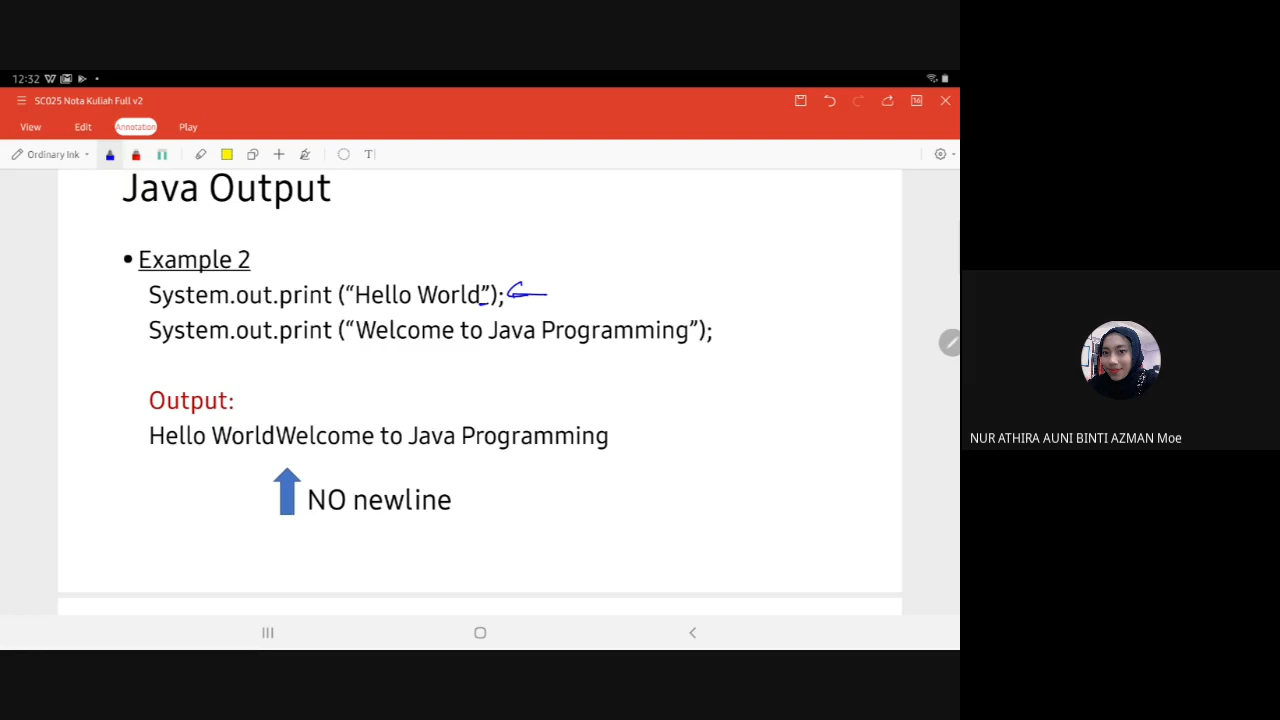 12:32
SC025 Nota Kuliah Full v2
16
View Edit Annotation Play
Ordinary Ink
T
Java Output
• Example 2
System.out.print (“Hello World”);
System.out.print (“Welcome to Java Programming”);
Output:
Hello WorldWelcome to Java Programming
NO newline
NUR ATHIRA AUNI BINTI AZMAN Moe